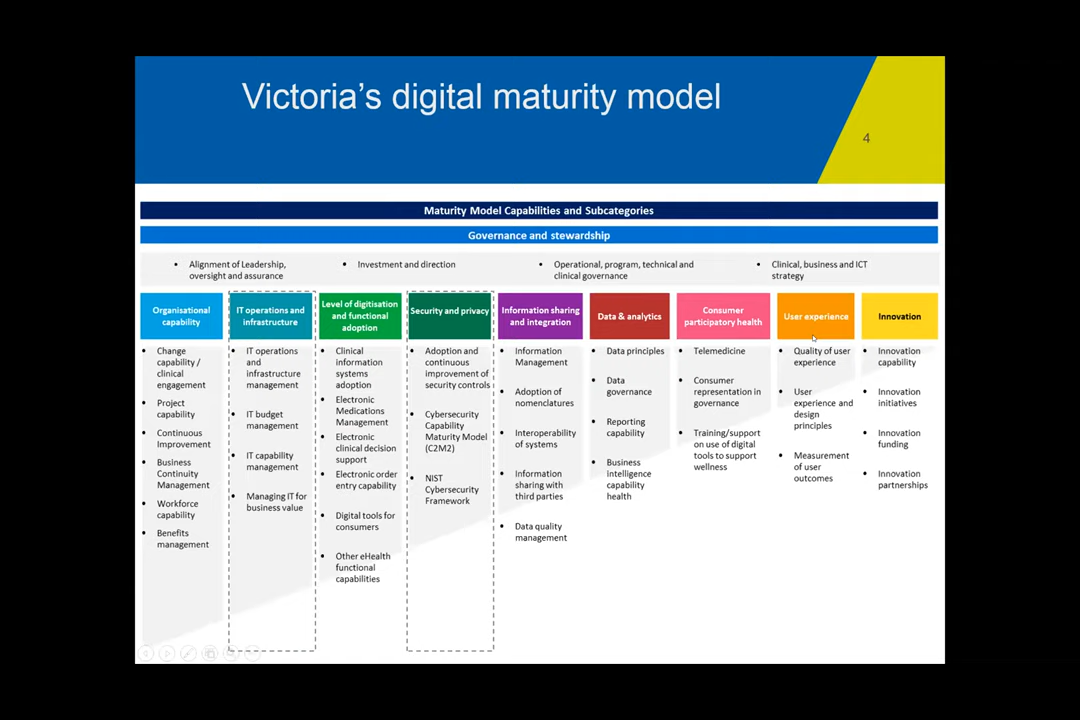 Victoria's digital maturity model
4
Maturity Model Capabilities and Subcategories
Governance and stewardship
• Alignment of Leadership,
oversight and assurance
• Investment and direction
• Operational, program, technical and
clinical governance
• Clinical, business and ICT
strategy
Organisational
capability
• Change
capability /
clinical
engagement
• Project
capability
• Continuous
Improvement
• Business
Continuity
Management
• Workforce
capability
• Benefits
management
IT operations and
infrastructure
• IT operations
and
infrastructure
management
• IT budget
management
• IT capability
management
• Managing IT for
business value
Level of digitisation
and functional
adoption
• Clinical
information
systems
adoption
• Electronic
Medications
Management
• Electronic
clinical decision
support
• Electronic order
entry capability
• Digital tools for
consumers
• Other eHealth
functional
capabilities
Security and privacy
• Adoption and
continuous
improvement of
security controls
• Cybersecurity
Capability
Maturity Model
(C2M2)
• NIST
Cybersecurity
Framework
Information sharing
and integration
• Information
Management
• Adoption of
nomenclatures
• Interoperability
of systems
• Information
sharing with
third parties
• Data quality
management
Data & analytics
• Data principles
• Data
governance
• Reporting
capability
• Business
Intelligence
capability
health
Consumer
participatory health
• Telemedicine
• Consumer
representation in
governance
• Training/support
on use of digital
tools to support
wellness
User experience
• Quality of user
experience
• User
experience and
design
principles
• Measurement
of user
outcomes
Innovation
• Innovation
capability
• Innovation
initiatives
• Innovation
funding
• Innovation
partnerships